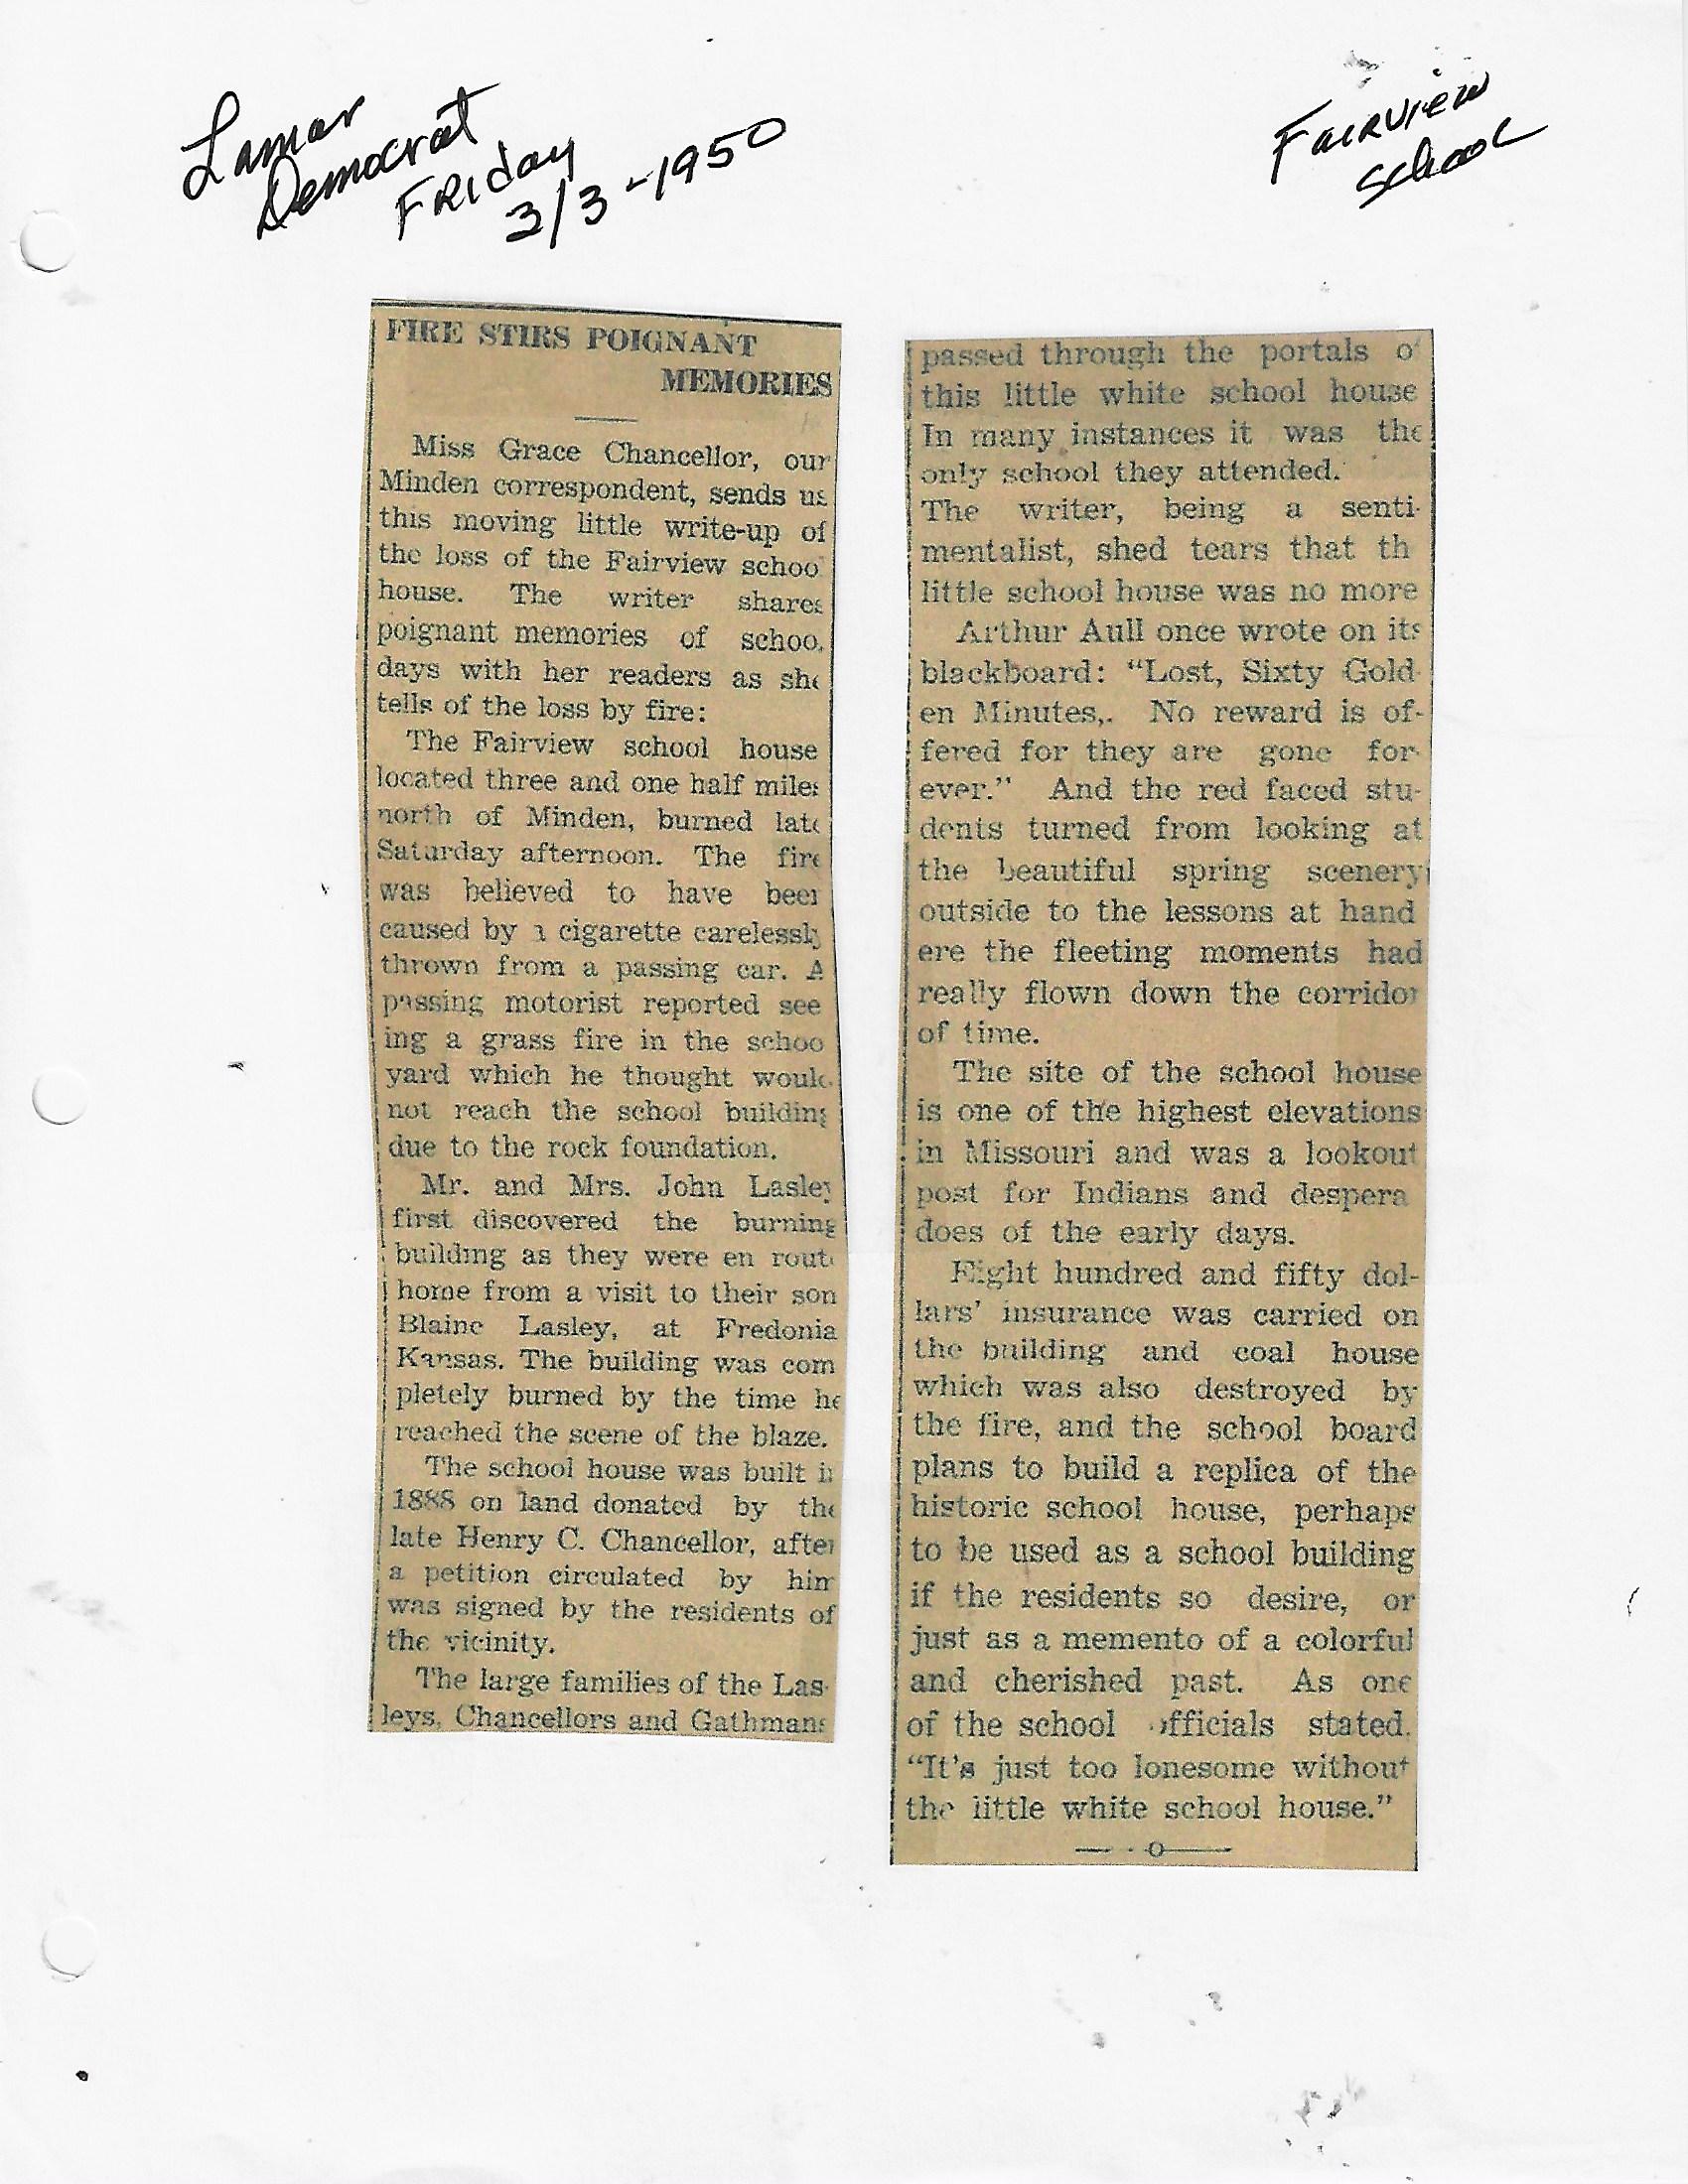 Lamar
Democrat
FRIday
3/3-1950
FAIRVIEW
School
FIRE STIRS POIGNANT
MEMORIES
Miss Grace Chancellor, our
Minden correspondent, sends us
this moving little write-up of
the loss of the Fairview schoo
house. The writer shares
poignant memories of schoo
days with her readers as she
tells of the loss by fire:
The Fairview school house
located three and one half miles
north of Minden, burned late
Saturday afternoon. The fire
was believed to have been
caused by a cigarette carelessly
thrown from a passing car. A
passing motorist reported see
ing a grass fire in the schoo
yard which he thought would
not reach the school building
due to the rock foundation.
Mr. and Mrs. John Lasley
first discovered the burning
building as they were en route
home from a visit to their son
Blaine Lasley, at Fredonia
Kansas. The building was com
pletely burned by the time he
reached the scene of the blaze.
The school house was built in
1888 on land donated by the
late Henry C. Chancellor, after
a petition circulated by him
was signed by the residents of
the vicinity.
The large families of the Las-
leys, Chancellors and Gathmans
passed through the portals of
this little white school house
In many instances it was the
only school they attended.
The writer, being a senti-
mentalist, shed tears that th
little school house was no more
Arthur Aull once wrote on its
blackboard: "Lost, Sixty Gold-
en Minutes,. No reward is of-
fered for they are gone for-
ever." And the red faced stu-
dents turned from looking at
the beautiful spring scenery
outside to the lessons at hand
ere the fleeting moments had
really flown down the corridor
of time.
The site of the school house
is one of the highest elevations
in Missouri and was a lookout
post for Indians and despera
does of the early days.
Eight hundred and fifty dol-
lars' insurance was carried on
the building and coal house
which was also destroyed by
the fire, and the school board
plans to build a replica of the
historic school house, perhaps
to be used as a school building
if the residents so desire, or
just as a memento of a colorful
and cherished past. As one
of the school officials stated.
"It's just too lonesome without
the little white school house."